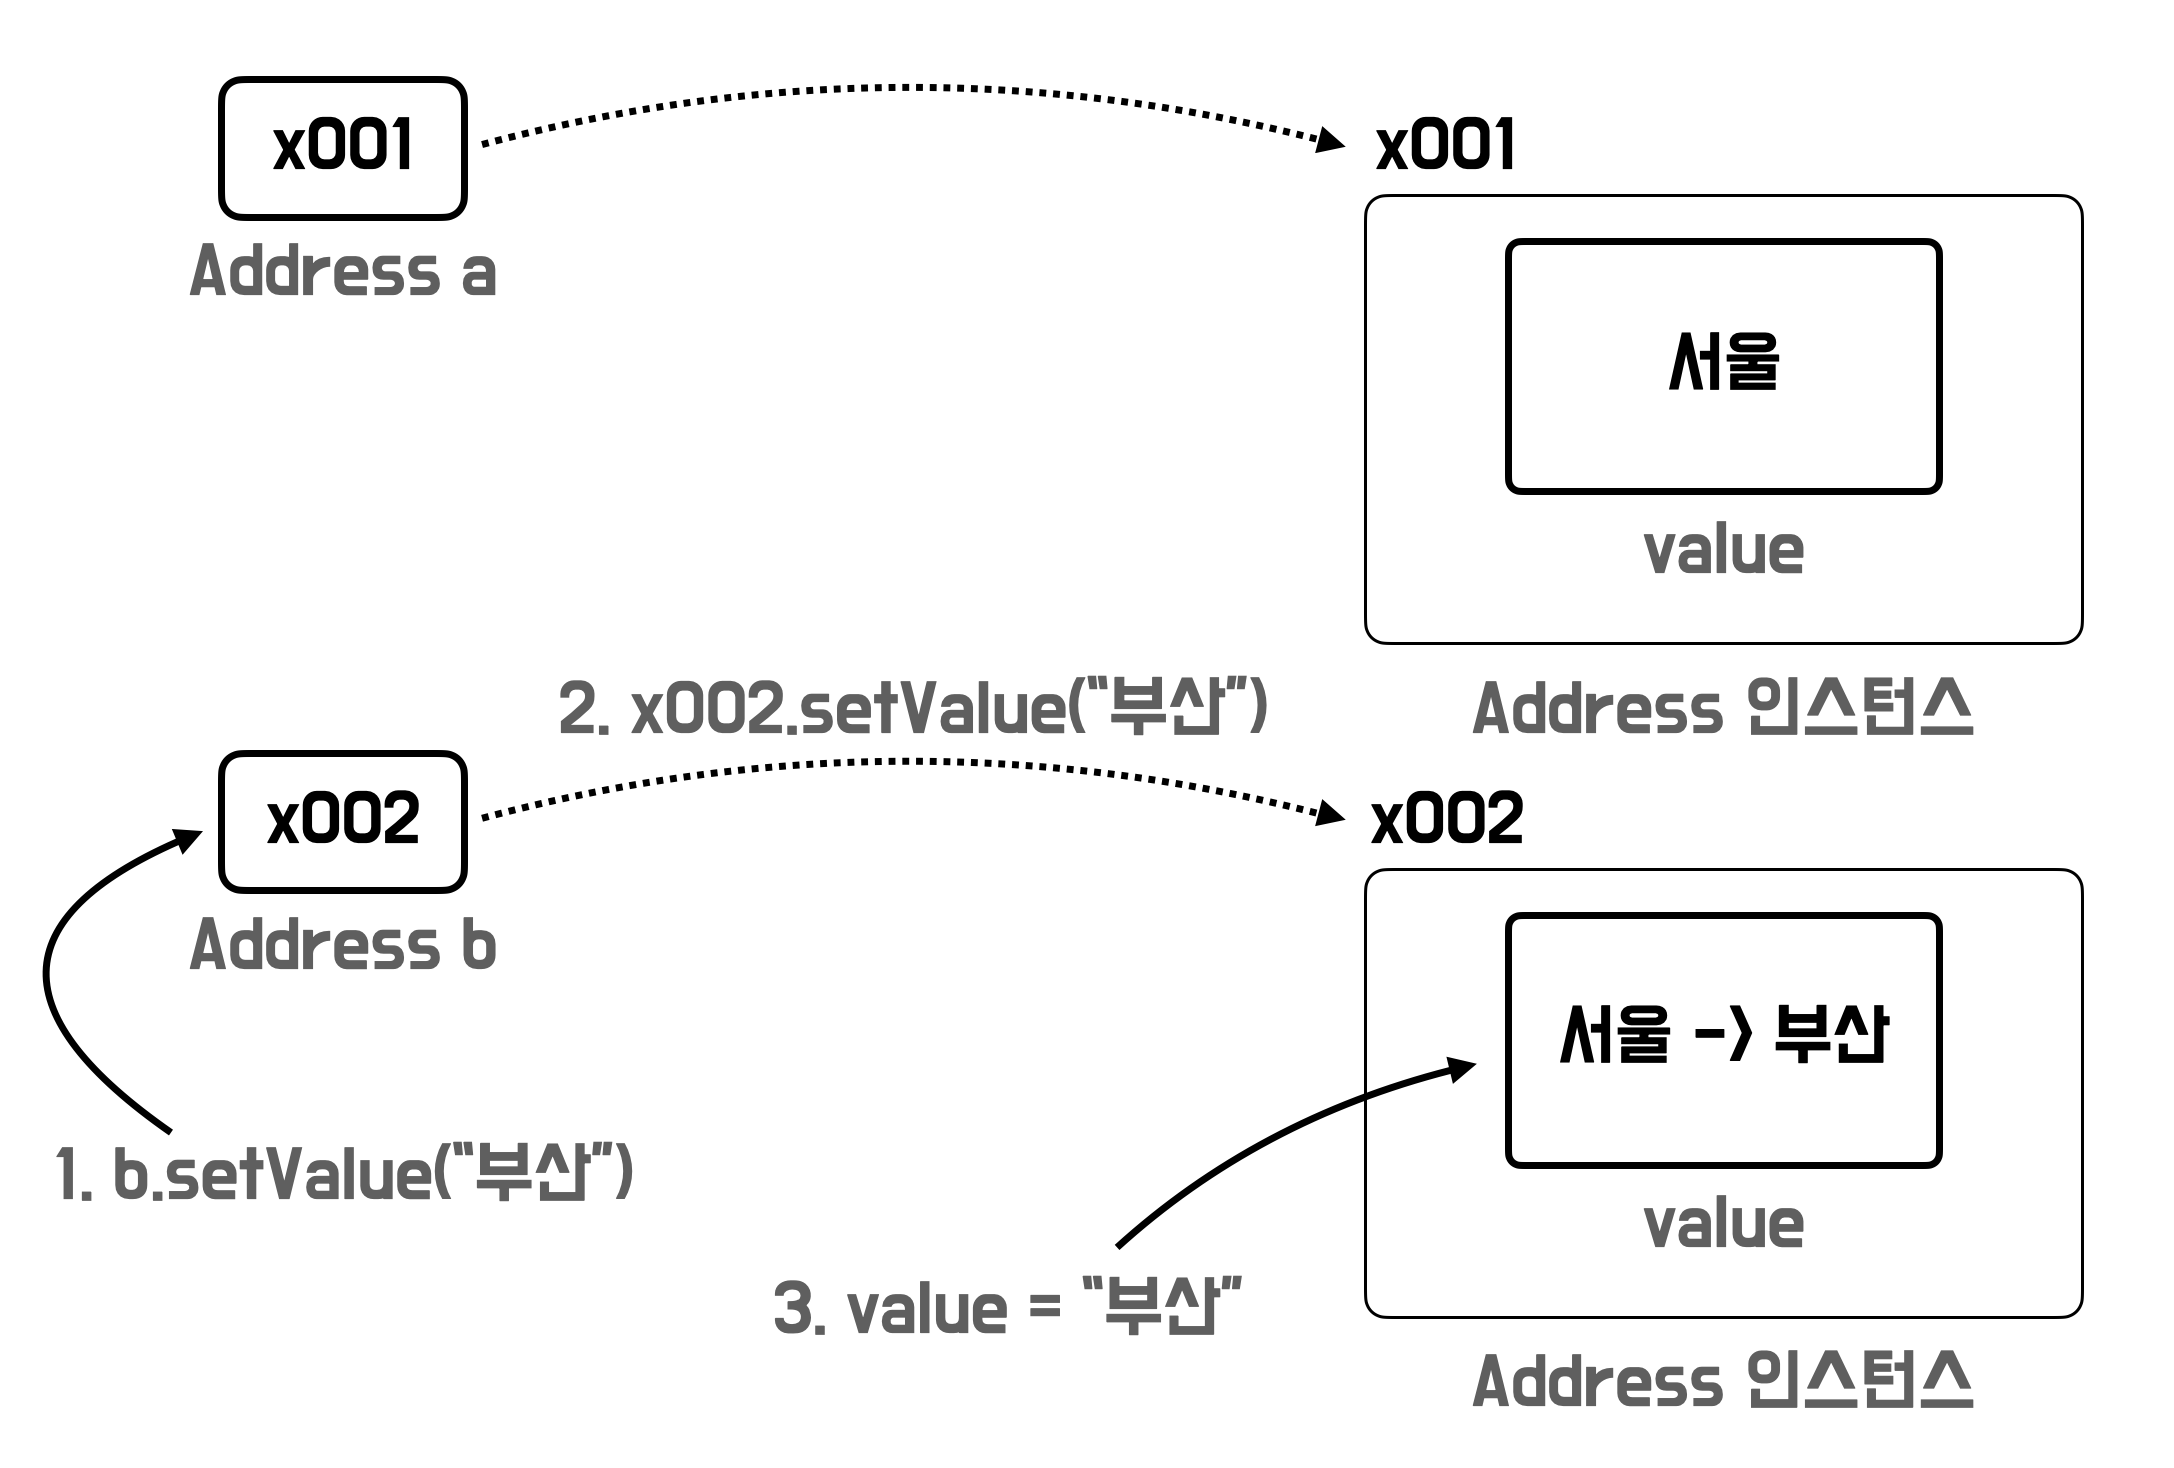 x001
x001
Address a
서울
value
Address 인스턴스
2. x002.setValue("부산")
x002
x002
Address b
서울 -> 부산
value
1. b.setValue("부산")
3. value = "부산"
Address 인스턴스